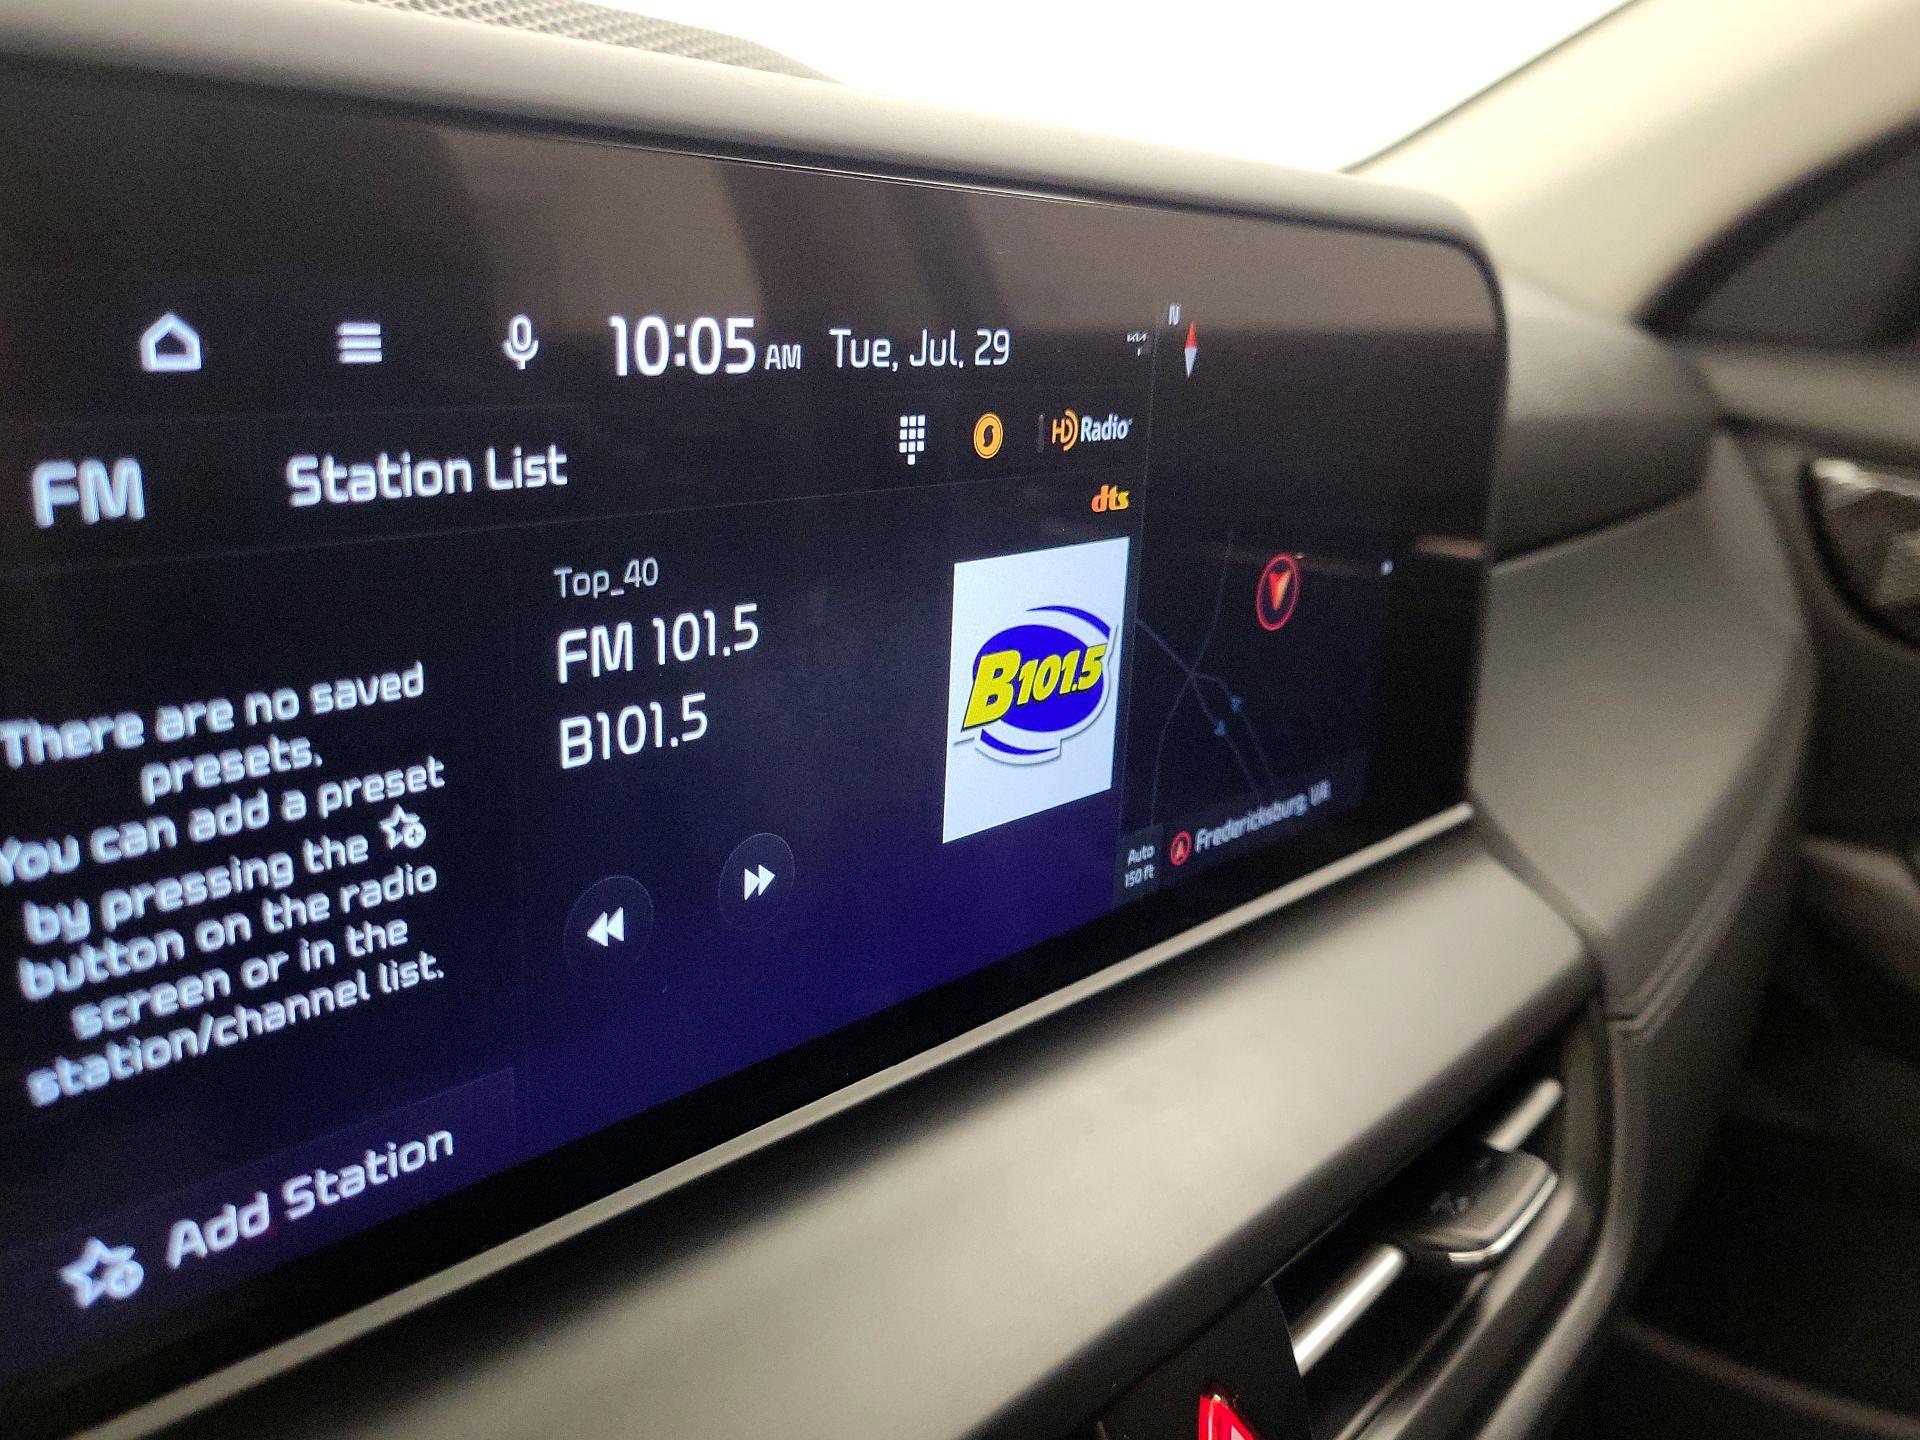 10:05 AM Tue, Jul. 29
KIA
N
FM Station List
HD Radio
dts
Top_40
FM 101.5
B101.5
B101.5
There are no saved
presets.
You can add a preset
by pressing the
button on the radio
screen or in the
station/channel list.
Add Station
Auto
150 ft
Fredericksburg, VA